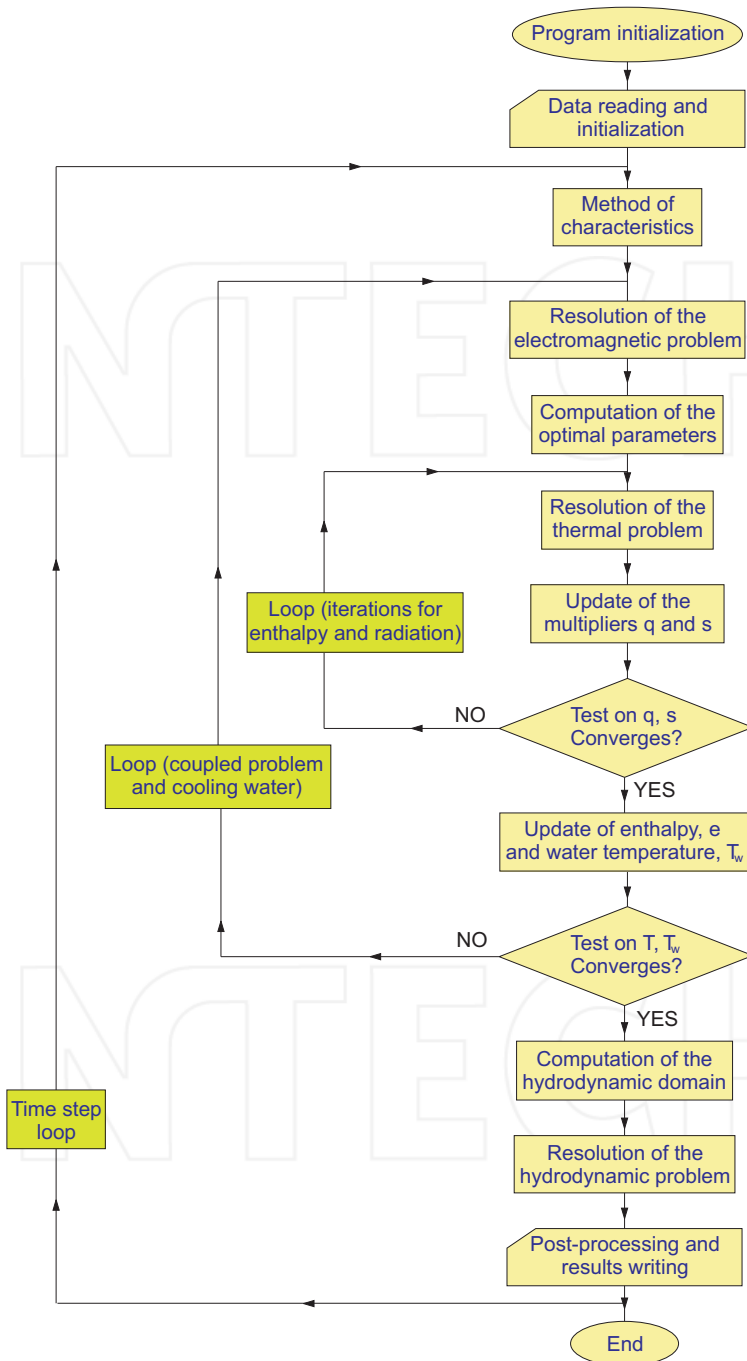 Program initialization
Data reading and
initialization
Method of
characteristics
Resolution of the
electromagnetic problem
Computation of the
optimal parameters
Resolution of the
thermal problem
Loop (iterations for
enthalpy and radiation)
Update of the
multipliers q and s
NO
Test on q, s
Converges?
Loop (coupled problem
and cooling water)
YES
Update of enthalpy, e
and water temperature, Tw
NO
Test on T, Tw
Converges?
YES
Computation of the
hydrodynamic domain
Time step
loop
Resolution of the
hydrodynamic problem
Post-processing and
results writing
End